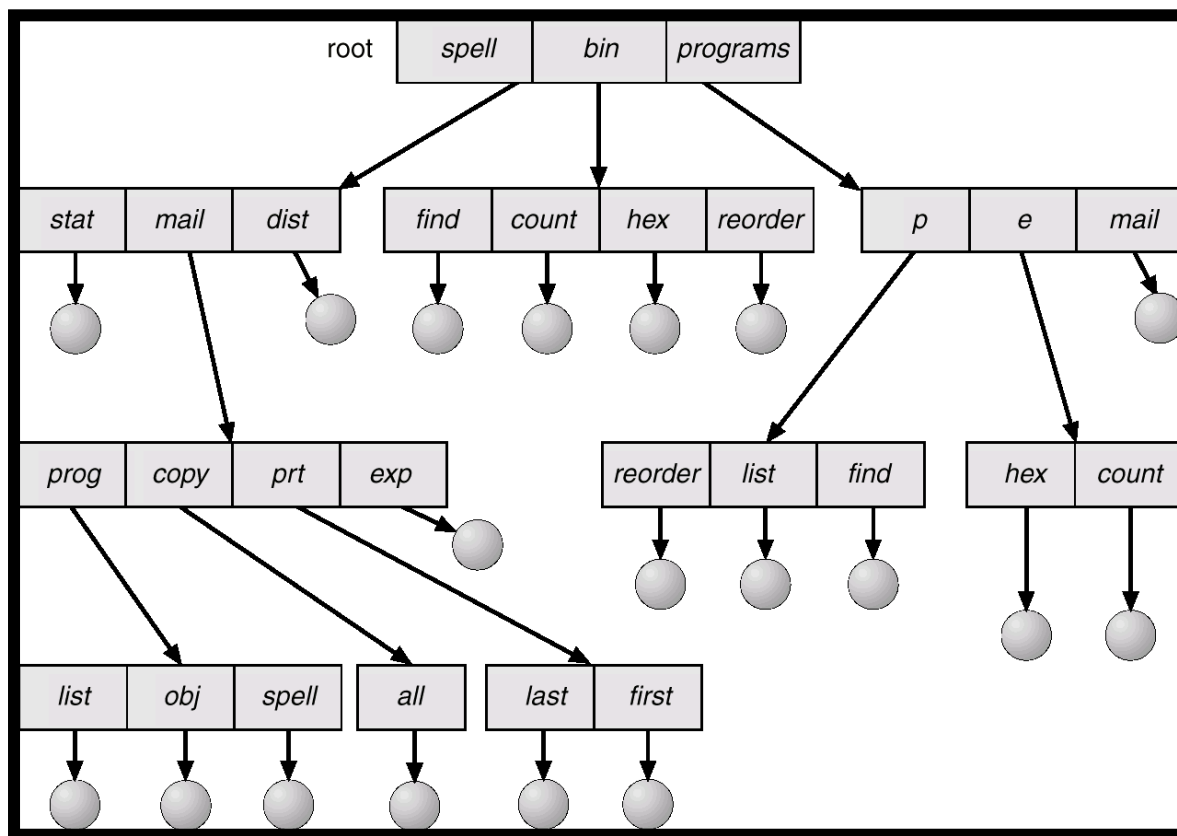 root spell bin programs
stat mail dist find count hex reorder p e mail
prog copy prt exp reorder list find hex count
list obj spell all last first